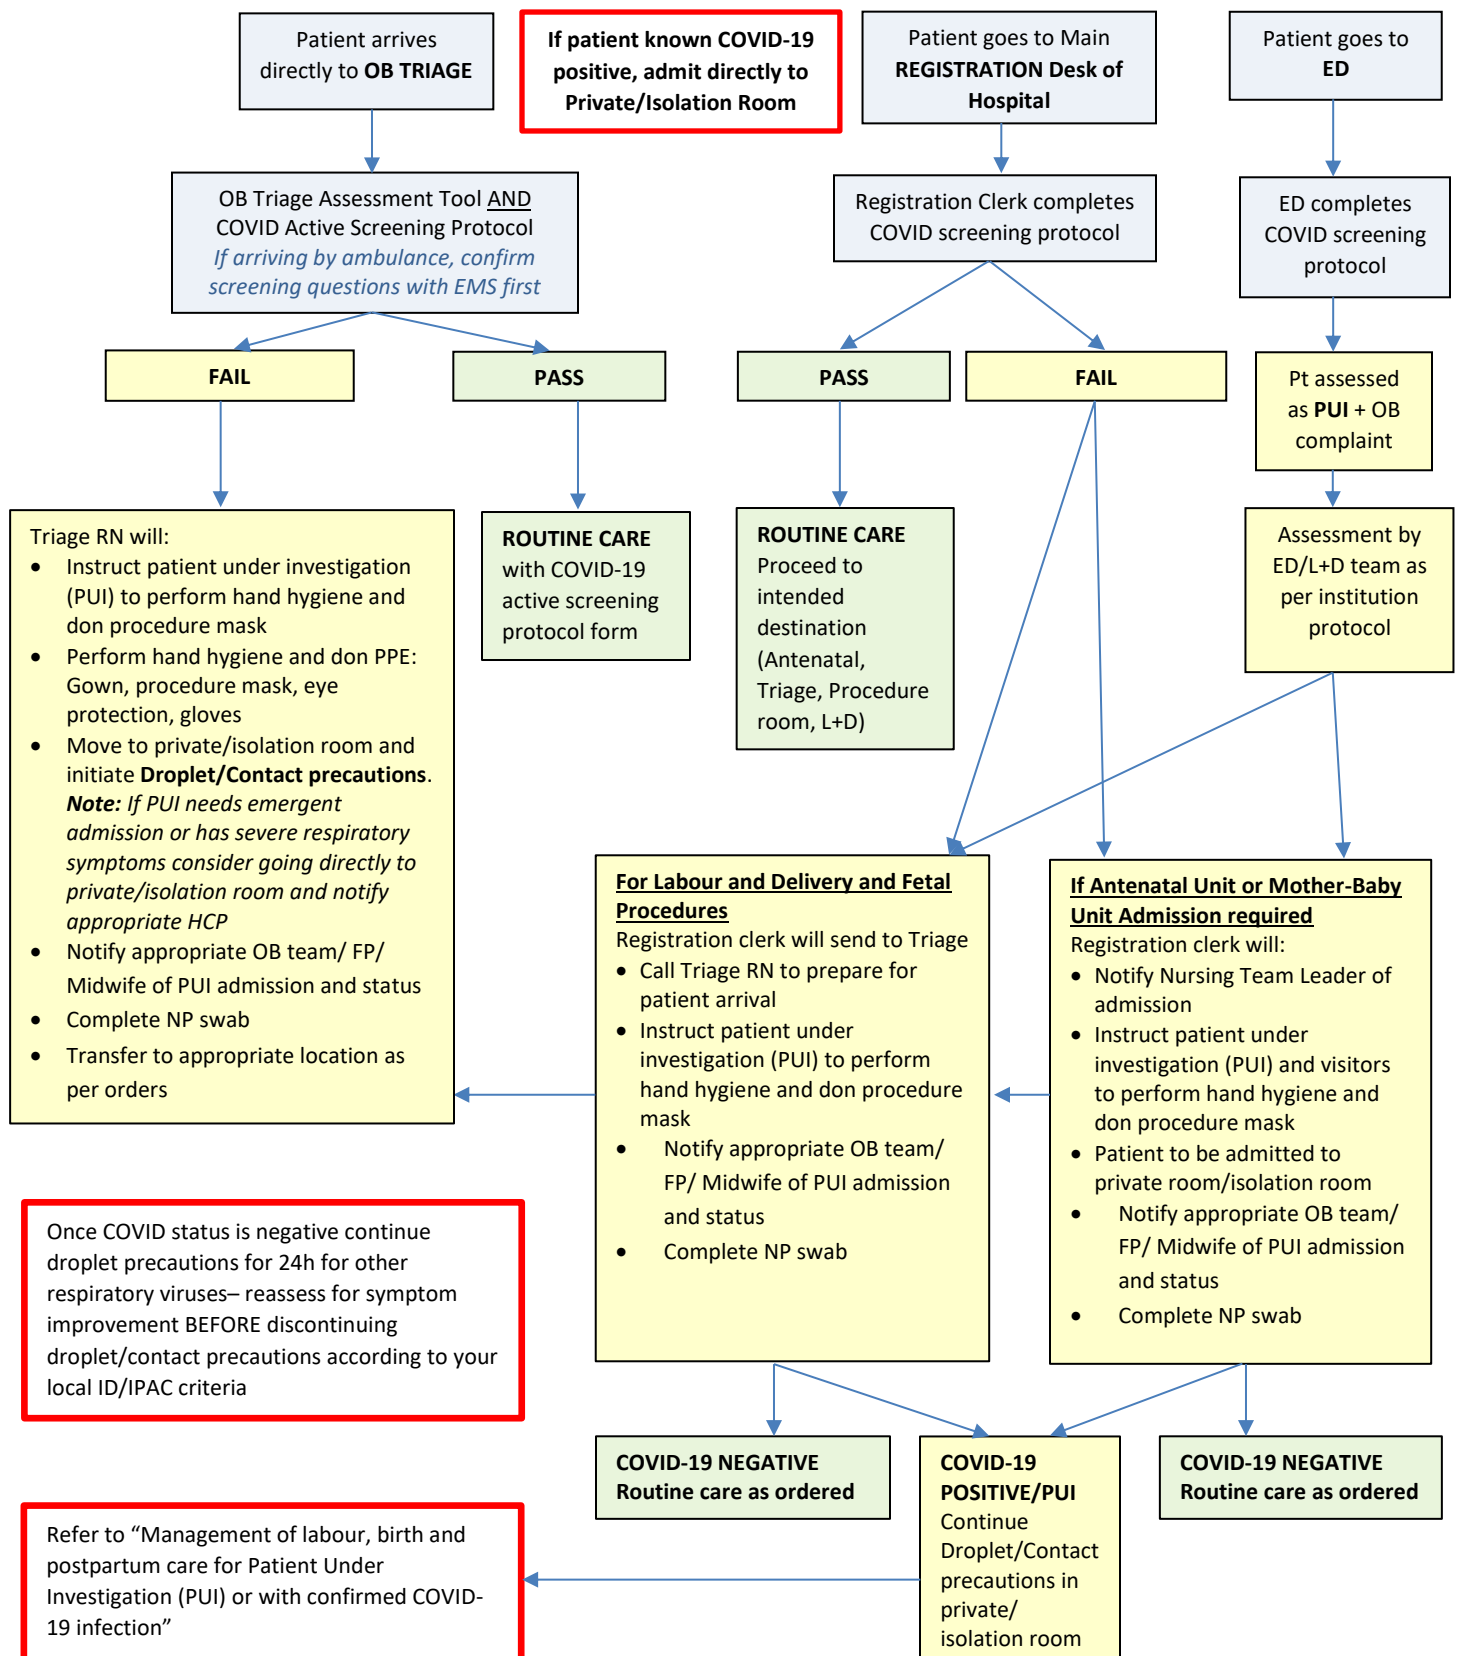 Patient arrives
directly to OB TRIAGE
If patient known COVID-19
positive, admit directly to
Private/Isolation Room
Patient goes to Main
REGISTRATION Desk of
Hospital
Patient goes to
ED
OB Triage Assessment Tool AND
COVID Active Screening Protocol
If arriving by ambulance, confirm
screening questions with EMS first
Registration Clerk completes
COVID screening protocol
ED completes
COVID screening
protocol
FAIL
PASS
PASS
FAIL
Pt assessed
as PUI + OB
complaint
Triage RN will:
• Instruct patient under investigation
(PUI) to perform hand hygiene and
don procedure mask
• Perform hand hygiene and don PPE:
Gown, procedure mask, eye
protection, gloves
• Move to private/isolation room and
initiate Droplet/Contact precautions.
Note: If PUI needs emergent
admission or has severe respiratory
symptoms consider going directly to
private/isolation room and notify
appropriate HCP
• Notify appropriate OB team/ FP/
Midwife of PUI admission and status
• Complete NP swab
• Transfer to appropriate location as
per orders
ROUTINE CARE
with COVID-19
active screening
protocol form
ROUTINE CARE
Proceed to
intended
destination
(Antenatal,
Triage, Procedure
room, L+D)
Assessment by
ED/L+D team as
per institution
protocol
For Labour and Delivery and Fetal
Procedures
Registration clerk will send to Triage
• Call Triage RN to prepare for
patient arrival
• Instruct patient under
investigation (PUI) to perform
hand hygiene and don procedure
mask
• Notify appropriate OB team/
FP/ Midwife of PUI admission
and status
• Complete NP swab
If Antenatal Unit or Mother-Baby
Unit Admission required
Registration clerk will:
• Notify Nursing Team Leader of
admission
• Instruct patient under
investigation (PUI) and visitors
to perform hand hygiene and
don procedure mask
• Patient to be admitted to
private room/isolation room
• Notify appropriate OB team/
FP/ Midwife of PUI admission
and status
• Complete NP swab
Once COVID status is negative continue
droplet precautions for 24h for other
respiratory viruses– reassess for symptom
improvement BEFORE discontinuing
droplet/contact precautions according to your
local ID/IPAC criteria
COVID-19 NEGATIVE
Routine care as ordered
COVID-19
POSITIVE/PUI
Continue
Droplet/Contact
precautions in
private/
isolation room
COVID-19 NEGATIVE
Routine care as ordered
Refer to “Management of labour, birth and
postpartum care for Patient Under
Investigation (PUI) or with confirmed COVID-
19 infection”